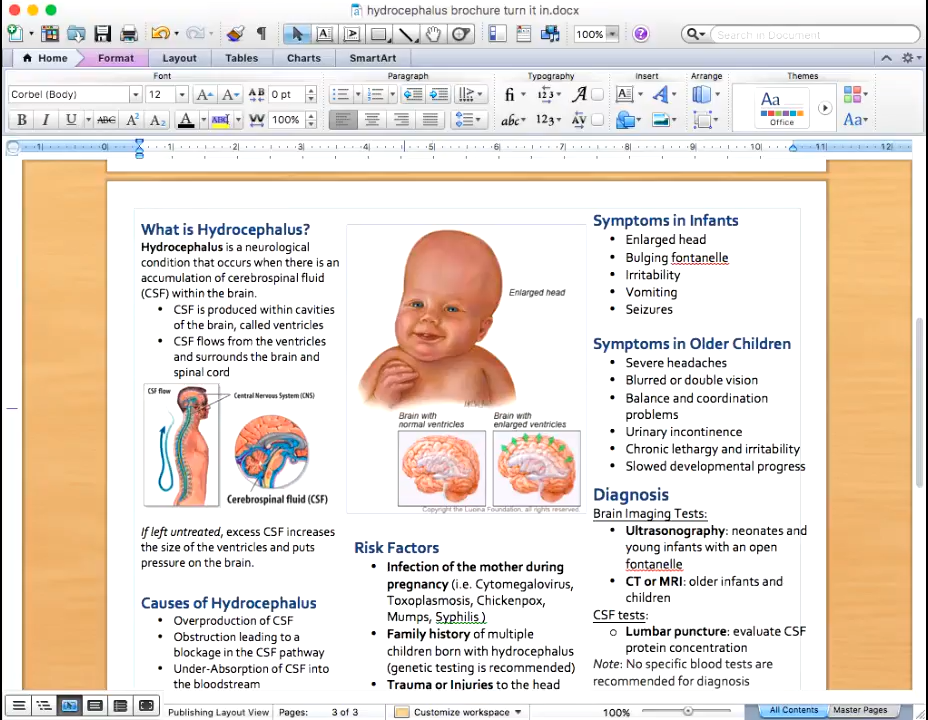 hydrocephalus brochure turn it in.docx
100%
Search in Document
Home
Format
Layout
Tables
Charts
SmartArt
Font
Paragraph
Typography
Insert
Arrange
Themes
Corbel (Body)
12
0 pt
100%
Aa
Office
What is Hydrocephalus?
Hydrocephalus is a neurological
condition that occurs when there is an
accumulation of cerebrospinal fluid
(CSF) within the brain.
• CSF is produced within cavities
of the brain, called ventricles
• CSF flows from the ventricles
and surrounds the brain and
spinal cord
CSF flow
Central Nervous System (CNS)
Cerebrospinal fluid (CSF)
If left untreated, excess CSF increases
the size of the ventricles and puts
pressure on the brain.
Causes of Hydrocephalus
• Overproduction of CSF
• Obstruction leading to a
blockage in the CSF pathway
• Under-Absorption of CSF into
the bloodstream
Enlarged head
Brain with
normal ventricles
Brain with
enlarged ventricles
Copyright the Lucina Foundation, all rights reserved.
Risk Factors
• Infection of the mother during
pregnancy (i.e. Cytomegalovirus,
Toxoplasmosis, Chickenpox,
Mumps, Syphilis )
• Family history of multiple
children born with hydrocephalus
(genetic testing is recommended)
• Trauma or Injuries to the head
Symptoms in Infants
• Enlarged head
• Bulging fontanelle
• Irritability
• Vomiting
• Seizures
Symptoms in Older Children
• Severe headaches
• Blurred or double vision
• Balance and coordination
problems
• Urinary incontinence
• Chronic lethargy and irritability
• Slowed developmental progress
Diagnosis
Brain Imaging Tests:
• Ultrasonography: neonates and
young infants with an open
fontanelle
• CT or MRI: older infants and
children
CSF tests:
o Lumbar puncture: evaluate CSF
protein concentration
Note: No specific blood tests are
recommended for diagnosis
Publishing Layout View
Pages:
3 of 3
Customize workspace
100%
All Contents
Master Pages